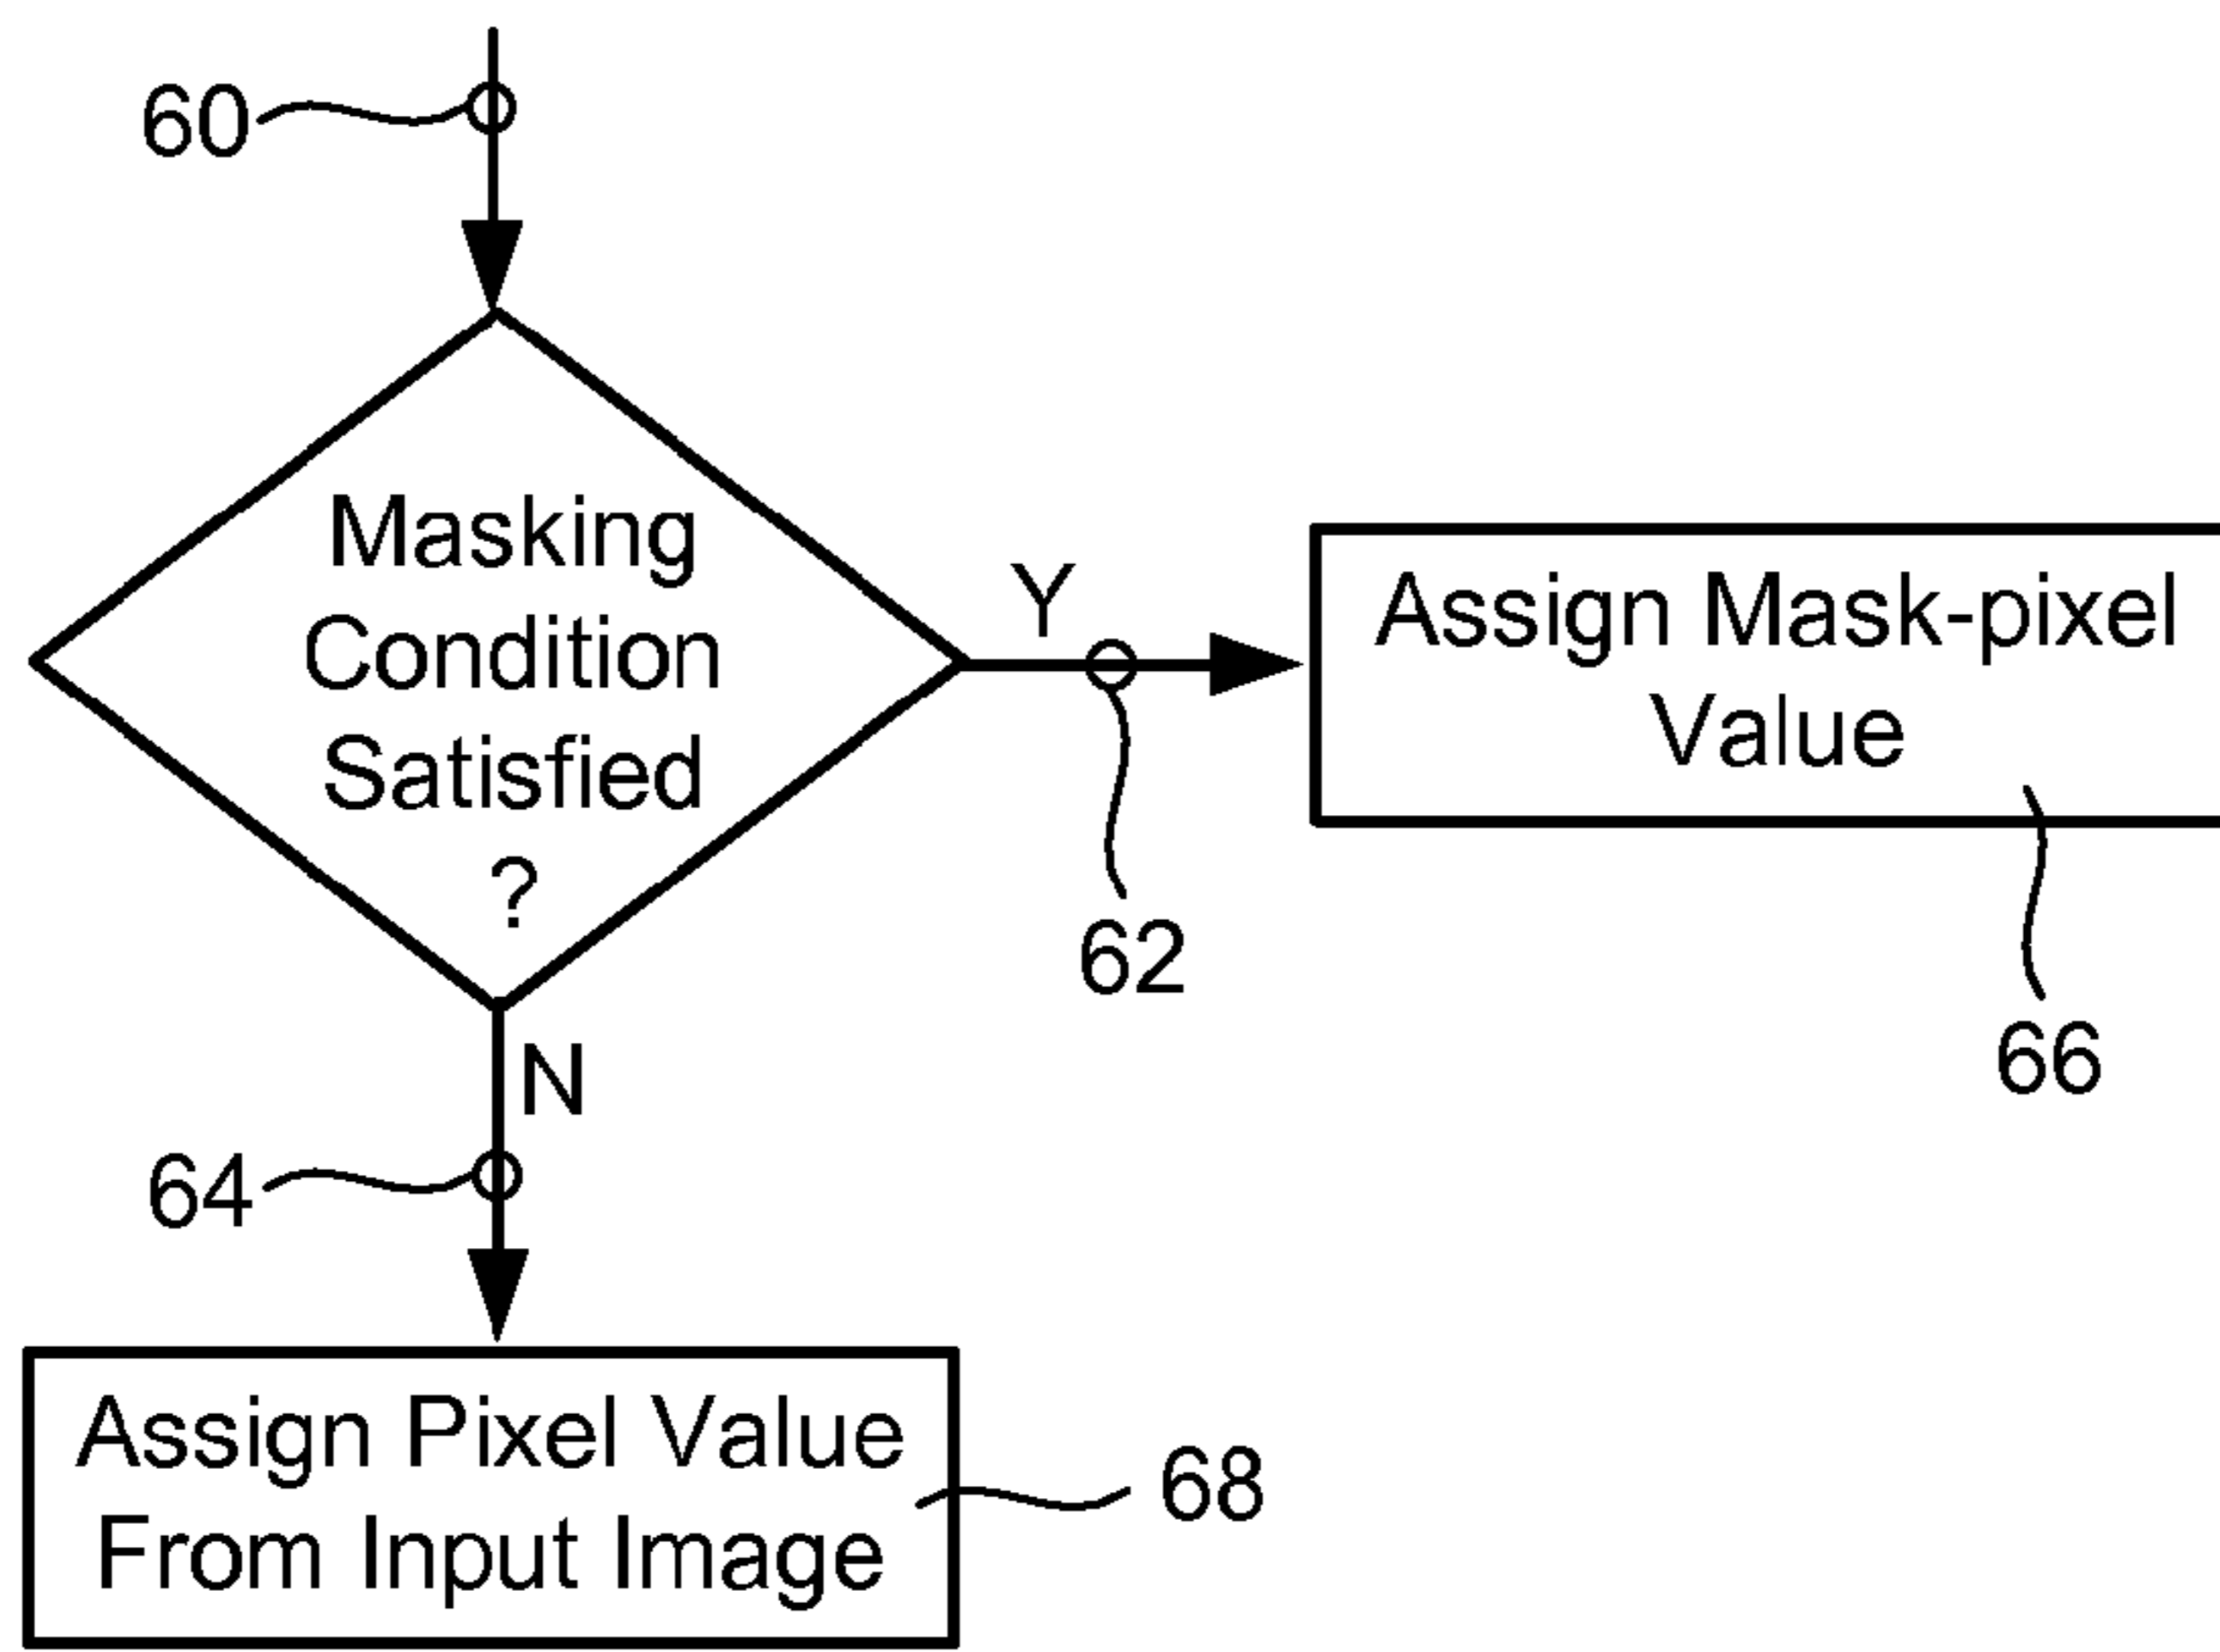 60
Masking
Condition
Satisfied
?
Y
Assign Mask-pixel
Value
62
66
N
64
Assign Pixel Value
From Input Image
68